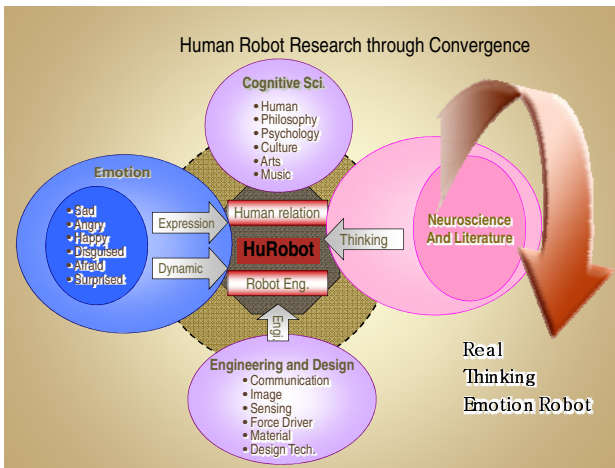 Human Robot Research through Convergence
Cognitive Sci.
• Human
• Philosophy
• Psychology
• Culture
• Arts
• Music
Emotion
• Sad
• Angry
• Happy
• Disguised
• Afraid
• Surprised
Expression
Dynamic
Human relation
HuRobot
Robot Eng.
Thinking
Neuroscience
And Literature
Engi.
Engineering and Design
• Communication
• Image
• Sensing
• Force Driver
• Material
• Design Tech.
Real
Thinking
Emotion Robot